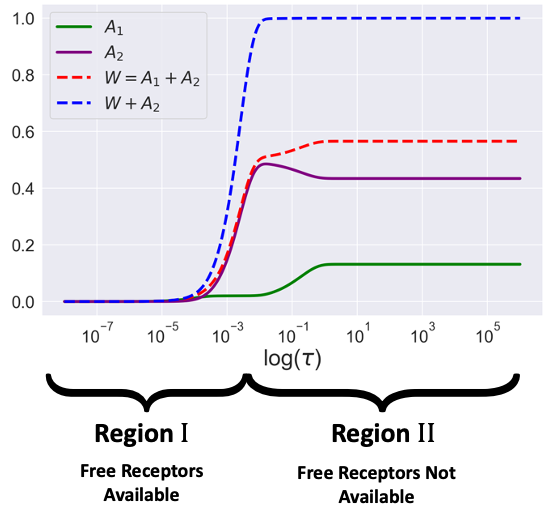 1.0
0.8
0.6
0.4
0.2
0.0
A₁
A₂
W = A₁ + A₂
W + A₂
10⁻⁷ 10⁻⁵ 10⁻³ 10⁻¹ 10¹ 10³ 10⁵
log(τ)
Region I
Free Receptors
Available
Region II
Free Receptors Not
Available